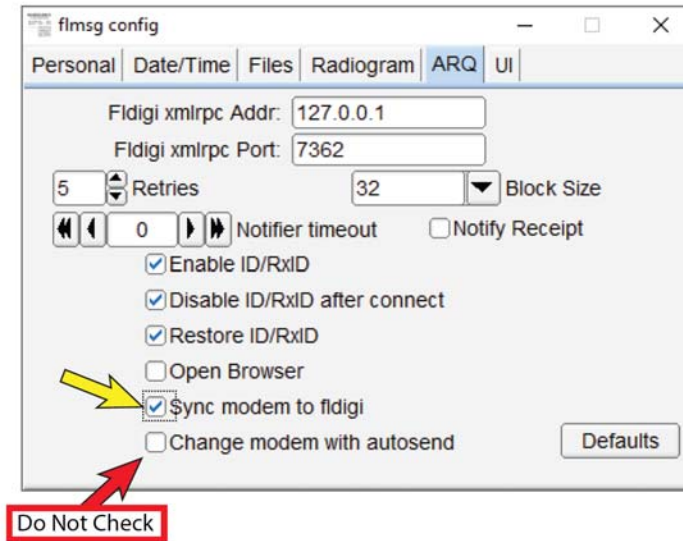 flmsg config
Personal Date/Time Files Radiogram ARQ UI
Fldigi xmlrpc Addr: 127.0.0.1
Fldigi xmlrpc Port: 7362
5 Retries 32 Block Size
0 Notifier timeout Notify Receipt
Enable ID/RxID
Disable ID/RxID after connect
Restore ID/RxID
Open Browser
Sync modem to fldigi
Change modem with autosend Defaults
Do Not Check